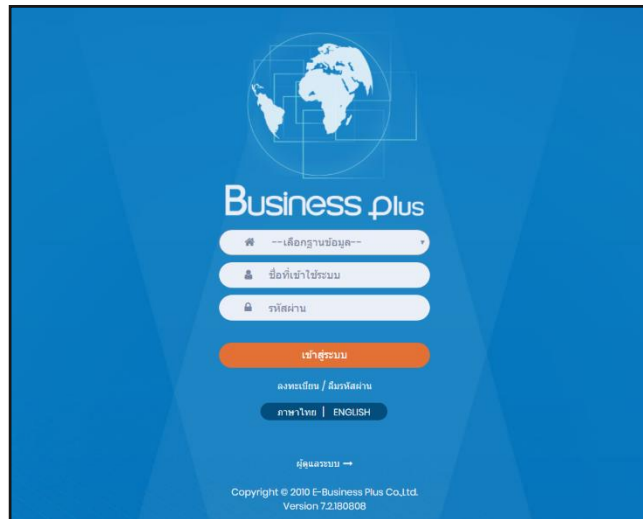 Business Plus
--เลือกฐานข้อมูล--
ชื่อที่เข้าใช้ระบบ
รหัสผ่าน
เข้าสู่ระบบ
ลงทะเบียน / ลืมรหัสผ่าน
ภาษาไทย | ENGLISH
ผู้ดูแลระบบ →
Copyright © 2010 E-Business Plus Co.,Ltd.
Version 7.2.180808